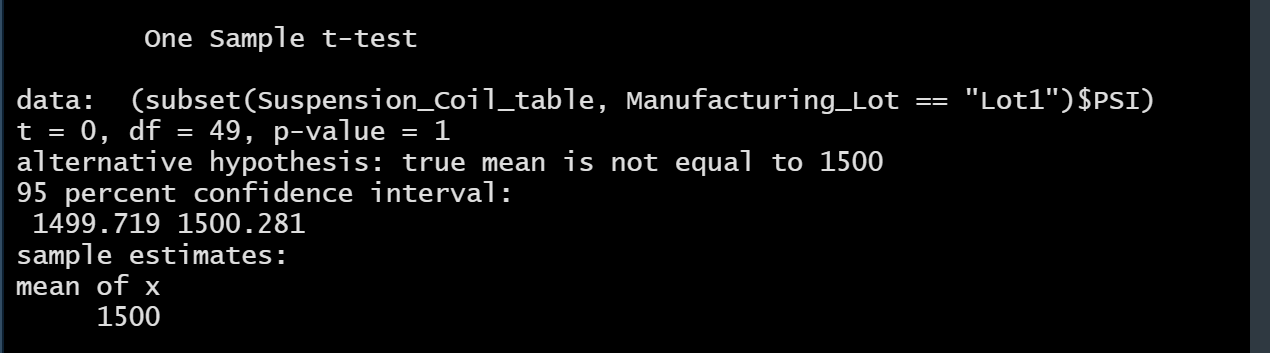 One Sample t-test
data:  (subset(Suspension_Coil_table, Manufacturing_Lot == "Lot1")$PSI)
t = 0, df = 49, p-value = 1
alternative hypothesis: true mean is not equal to 1500
95 percent confidence interval:
1499.719 1500.281
sample estimates:
mean of x
1500